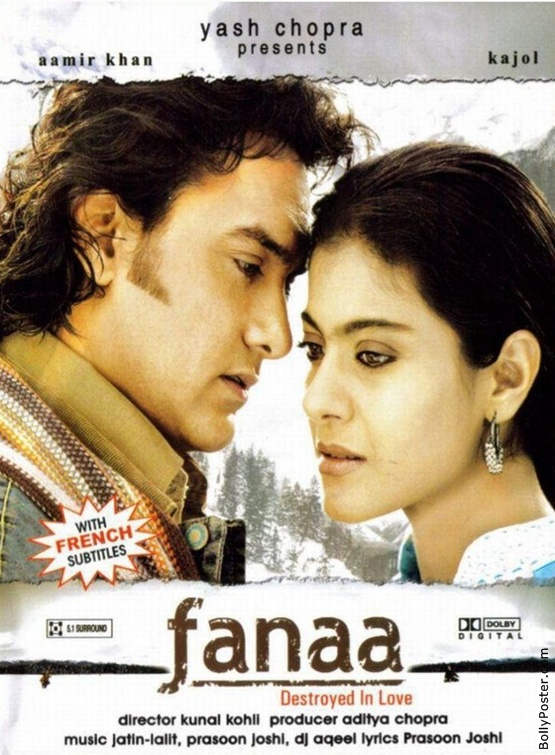 yash chopra
presents
aamir khan
kajol
WITH
FRENCH
SUBTITLES
5.1 SURROUND
fanaa
DOLBY
DIGITAL
Destroyed In Love
director kunal kohli producer aditya chopra
music jatin-lalit, prasoon joshi, dj aqeel lyrics Prasoon Joshi
ollyPoster.com